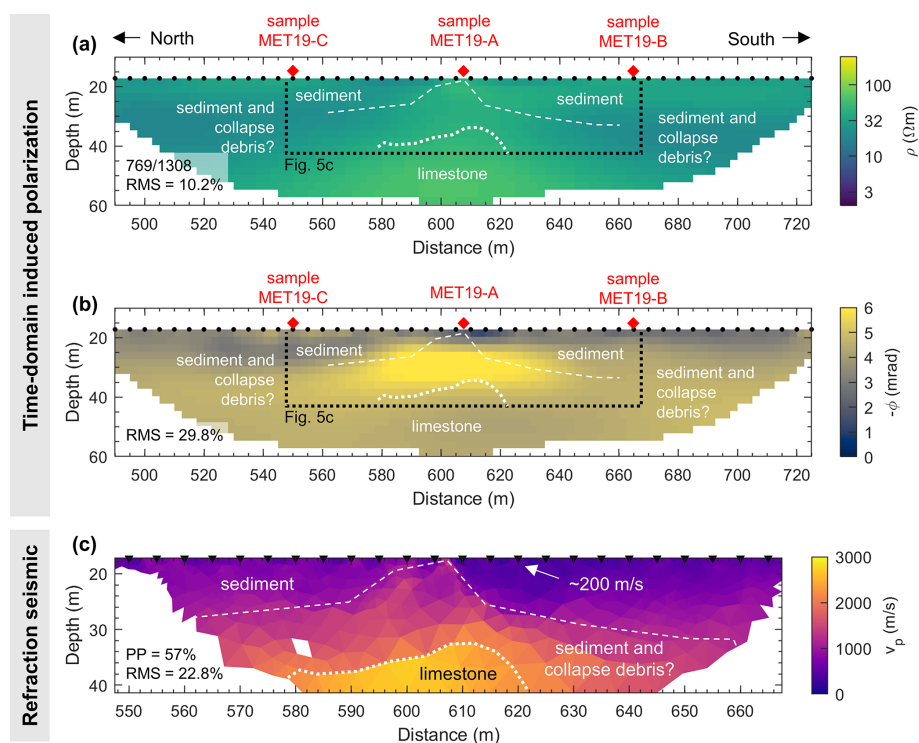 Time-domain induced polarization
(a)
North
sample
MET19-C
sample
MET19-A
sample
MET19-B
South
Depth (m)
20
40
60
sediment and
collapse
debris?
sediment
sediment
sediment and
collapse
debris?
Fig. 5c
limestone
769/1308
RMS = 10.2%
500 520 540 560 580 600 620 640 660 680 700 720
Distance (m)
100
32
10
3
ρ (Ωm)
(b)
sample
MET19-C
MET19-A
sample
MET19-B
Depth (m)
20
40
60
sediment and
collapse
debris?
sediment
sediment
sediment and
collapse
debris?
Fig. 5c
limestone
RMS = 29.8%
500 520 540 560 580 600 620 640 660 680 700 720
Distance (m)
6
5
4
3
2
1
0
-ϕ (mrad)
Refraction seismic
(c)
Depth (m)
20
30
40
sediment
~200 m/s
sediment
and collapse debris?
limestone
PP = 57%
RMS = 22.8%
550 560 570 580 590 600 610 620 630 640 650 660
Distance (m)
3000
2000
1000
0
vp (m/s)